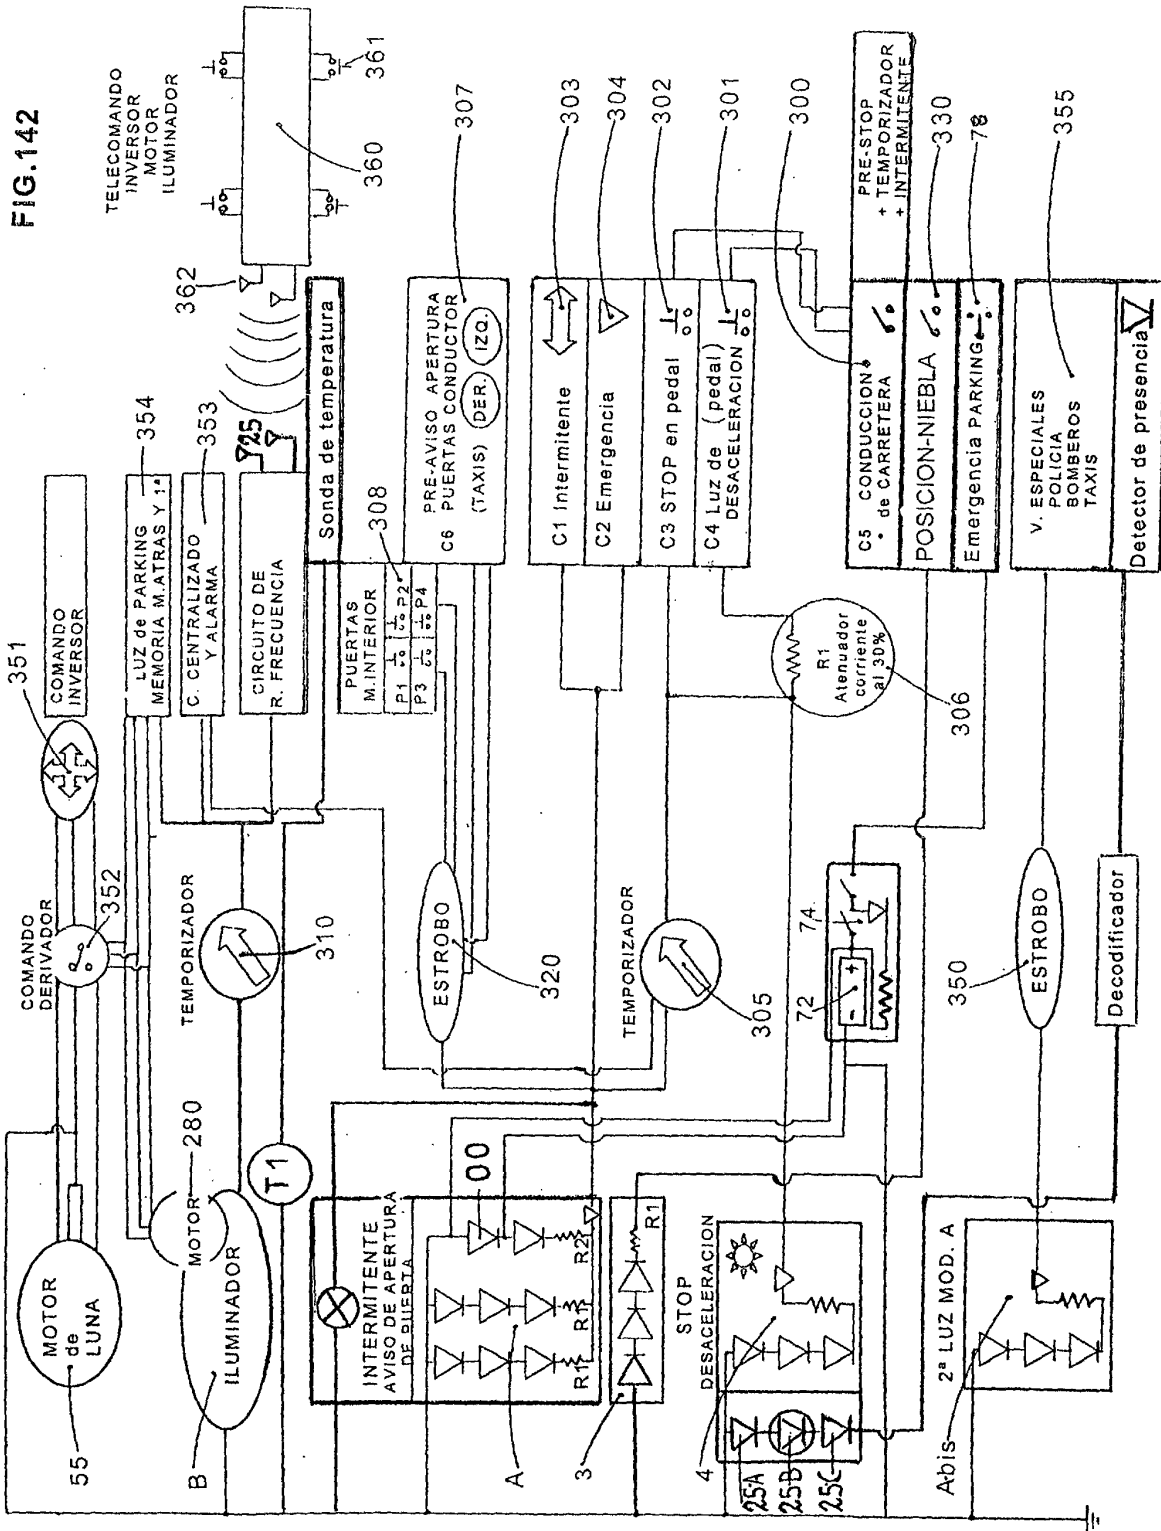 FIG.142
TELECOMANDO
INVERSOR
MOTOR
ILUMINADOR
361
360
362
COMANDO
INVERSOR
351
LUZ de PARKING
MEMORIA M.ATRAS Y 1ª
354
C. CENTRALIZADO
Y ALARMA
353
CIRCUITO DE
R. FRECUENCIA
25
Sonda de temperatura
PUERTAS
M.INTERIOR
P1
P2
P3
P4
308
PRE-AVISO APERTURA
C6 PUERTAS CONDUCTOR
(TAXIS)
DER.
IZQ.
307
C1 Intermitente
303
C2 Emergencia
304
C3 STOP en pedal
302
C4 Luz de (pedal)
DESACELERACION
301
300
C5 CONDUCCION
de CARRETERA
PRE-STOP
+ TEMPORIZADOR
+ INTERMITENTE
POSICION-NIEBLA
330
Emergencia PARKING
78
V. ESPECIALES
POLICIA
BOMBEROS
TAXIS
355
Detector de presencia
COMANDO
DERIVADOR
352
TEMPORIZADOR
310
ESTROBO
320
TEMPORIZADOR
305
R1
Atenuador
corriente
al 30%
306
74
72
+
-
ESTROBO
350
Decodificador
MOTOR
de
LUNA
55
MOTOR
280
ILUMINADOR
B
T1
INTERMITENTE
AVISO DE APERTURA
DE PUERTA
00
R1
R1
R2
A
R1
3
STOP
DESACELERACION
4
25A
25B
25C
2ª LUZ MOD. A
A-bis